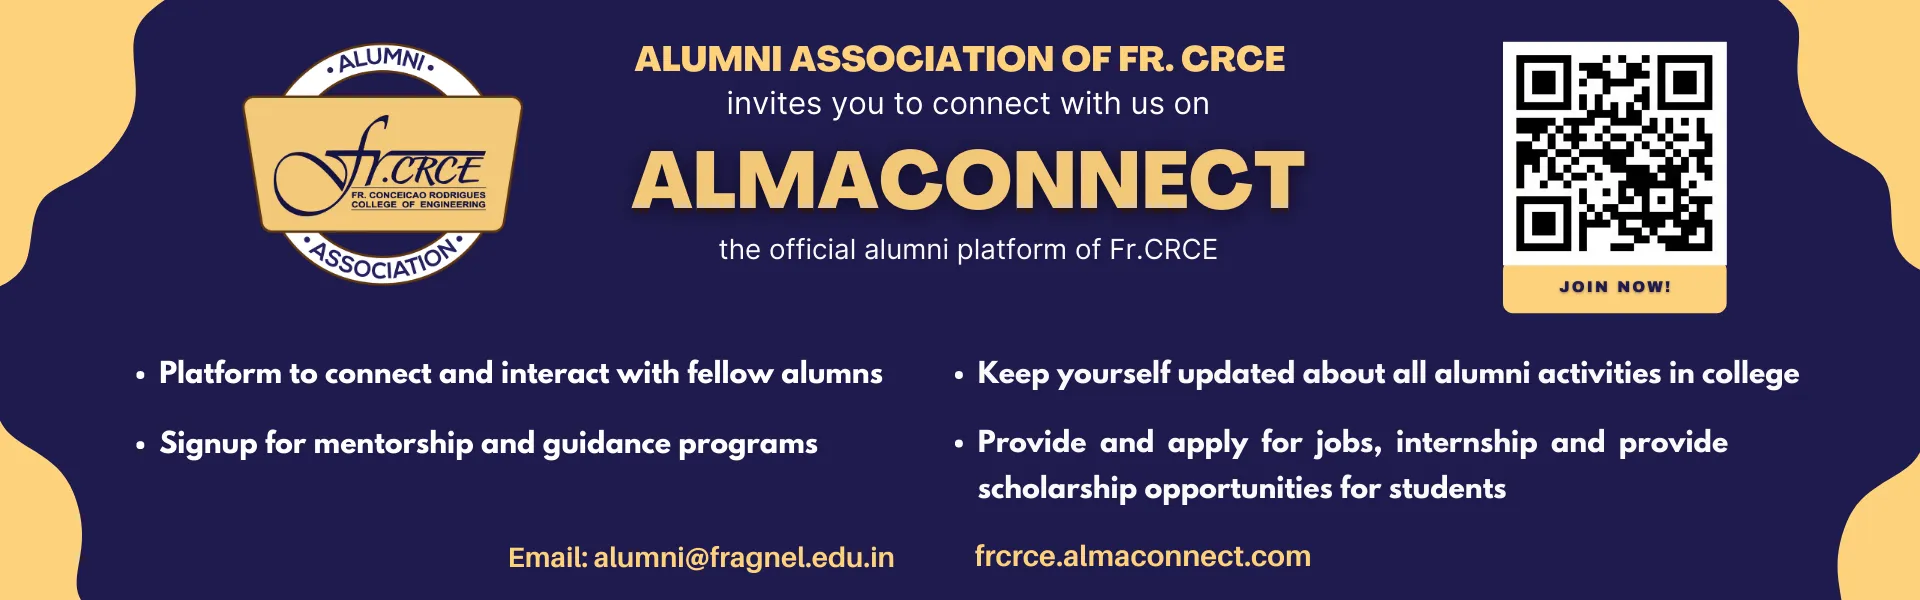 • ALUMNI •
fr.CRCE
FR. CONCEICAO RODRIGUES
COLLEGE OF ENGINEERING
• ASSOCIATION •
ALUMNI ASSOCIATION OF FR. CRCE
invites you to connect with us on
ALMACONNECT
the official alumni platform of Fr.CRCE
JOIN NOW!
• Platform to connect and interact with fellow alumns
• Signup for mentorship and guidance programs
• Keep yourself updated about all alumni activities in college
• Provide and apply for jobs, internship and provide
scholarship opportunities for students
Email: alumni@fragnel.edu.in
frcrce.almaconnect.com